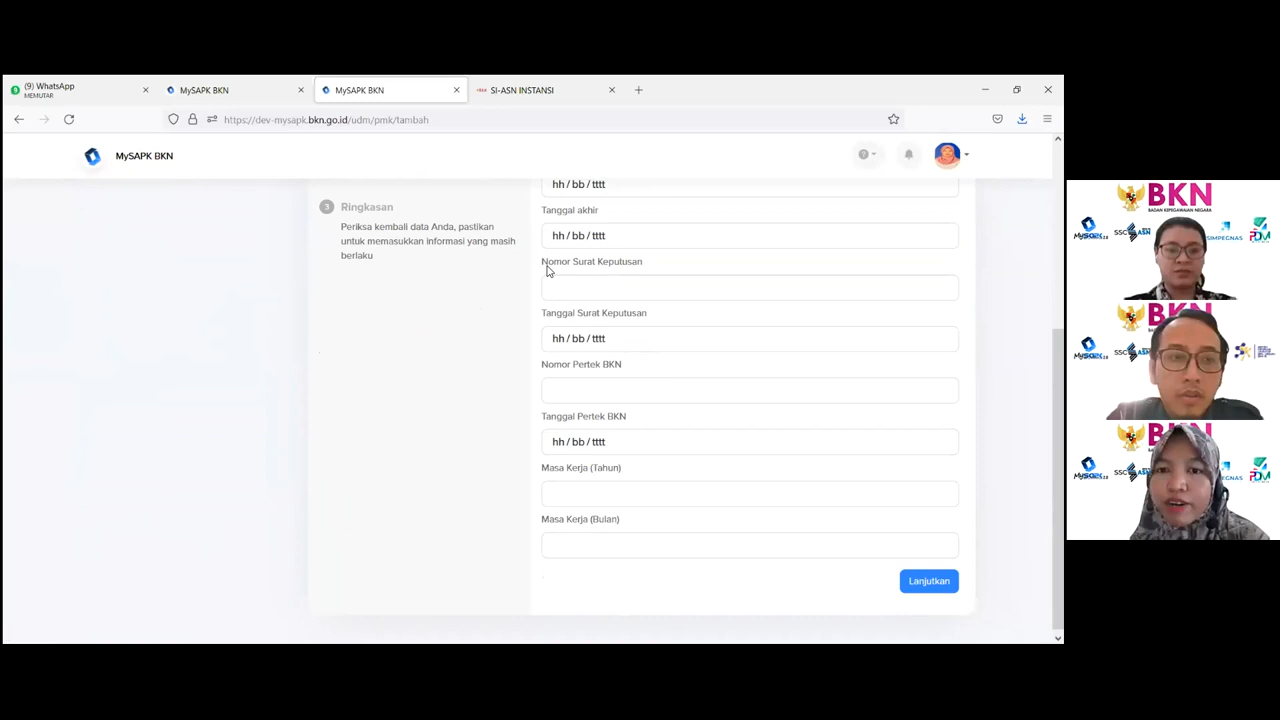 (9) WhatsApp
MEMUTAR
MySAPK BKN
MySAPK BKN
SI-ASN INSTANSI
https://dev-mysapk.bkn.go.id/udm/pmk/tambah
MySAPK BKN
hh / bb / tttt
3 Ringkasan
Periksa kembali data Anda, pastikan
untuk memasukkan informasi yang masih
berlaku
Tanggal akhir
hh / bb / tttt
Nomor Surat Keputusan
Tanggal Surat Keputusan
hh / bb / tttt
Nomor Pertek BKN
Tanggal Pertek BKN
hh / bb / tttt
Masa Kerja (Tahun)
Masa Kerja (Bulan)
Lanjutkan
BKN
BADAN KEPEGAWAIAN NEGARA
SIMPEGNAS